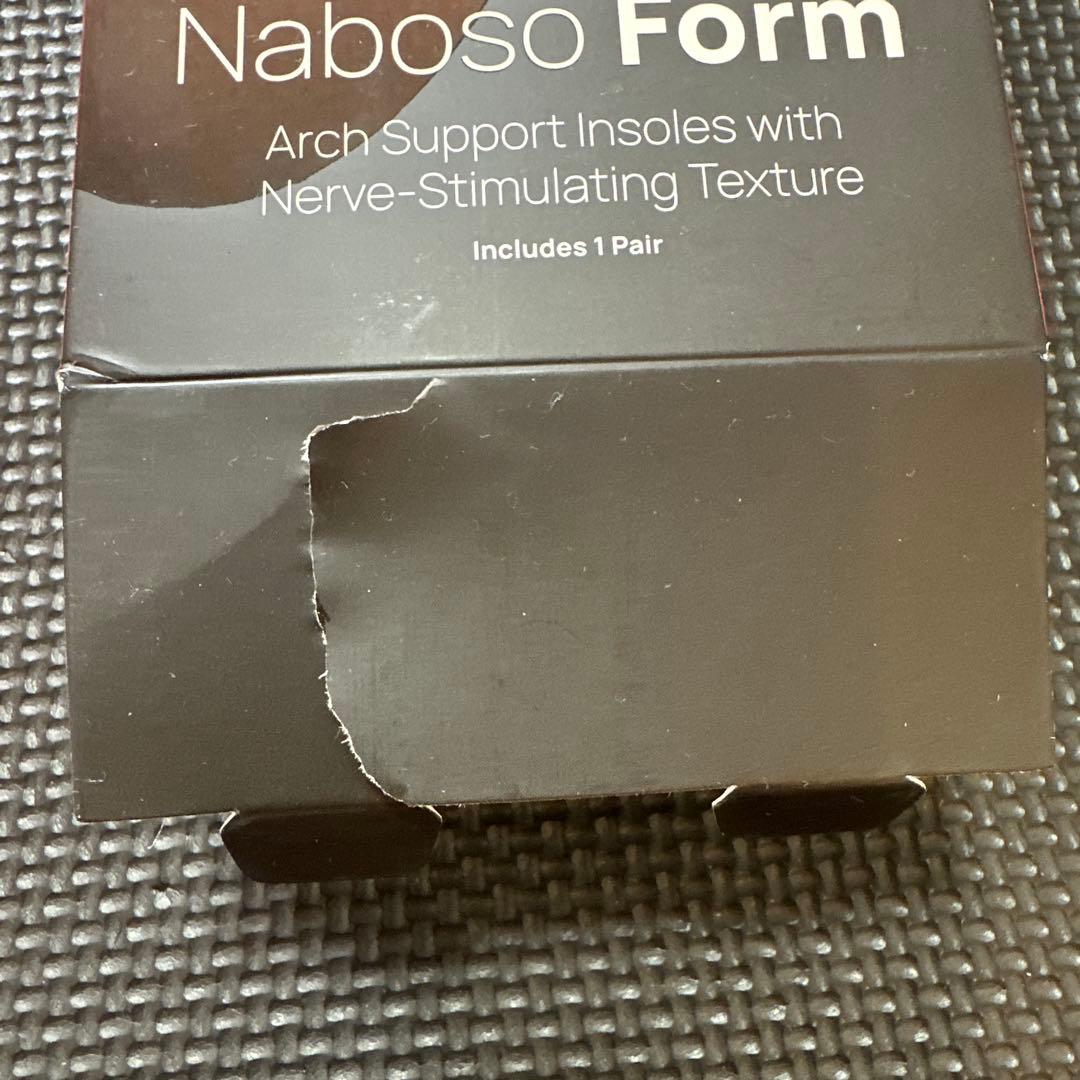 Naboso Form
Arch Support Insoles with
Nerve-Stimulating Texture
Includes 1 Pair